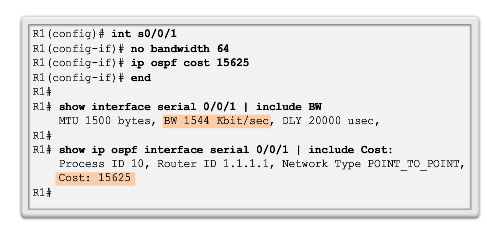 R1(config)# int s0/0/1
R1(config-if)# no bandwidth 64
R1(config-if)# ip ospf cost 15625
R1(config-if)# end
R1#
R1# show interface serial 0/0/1 | include BW
MTU 1500 bytes, BW 1544 Kbit/sec, DLY 20000 usec,
R1#
R1# show ip ospf interface serial 0/0/1 | include Cost:
Process ID 10, Router ID 1.1.1.1, Network Type POINT_TO_POINT,
Cost: 15625
R1#